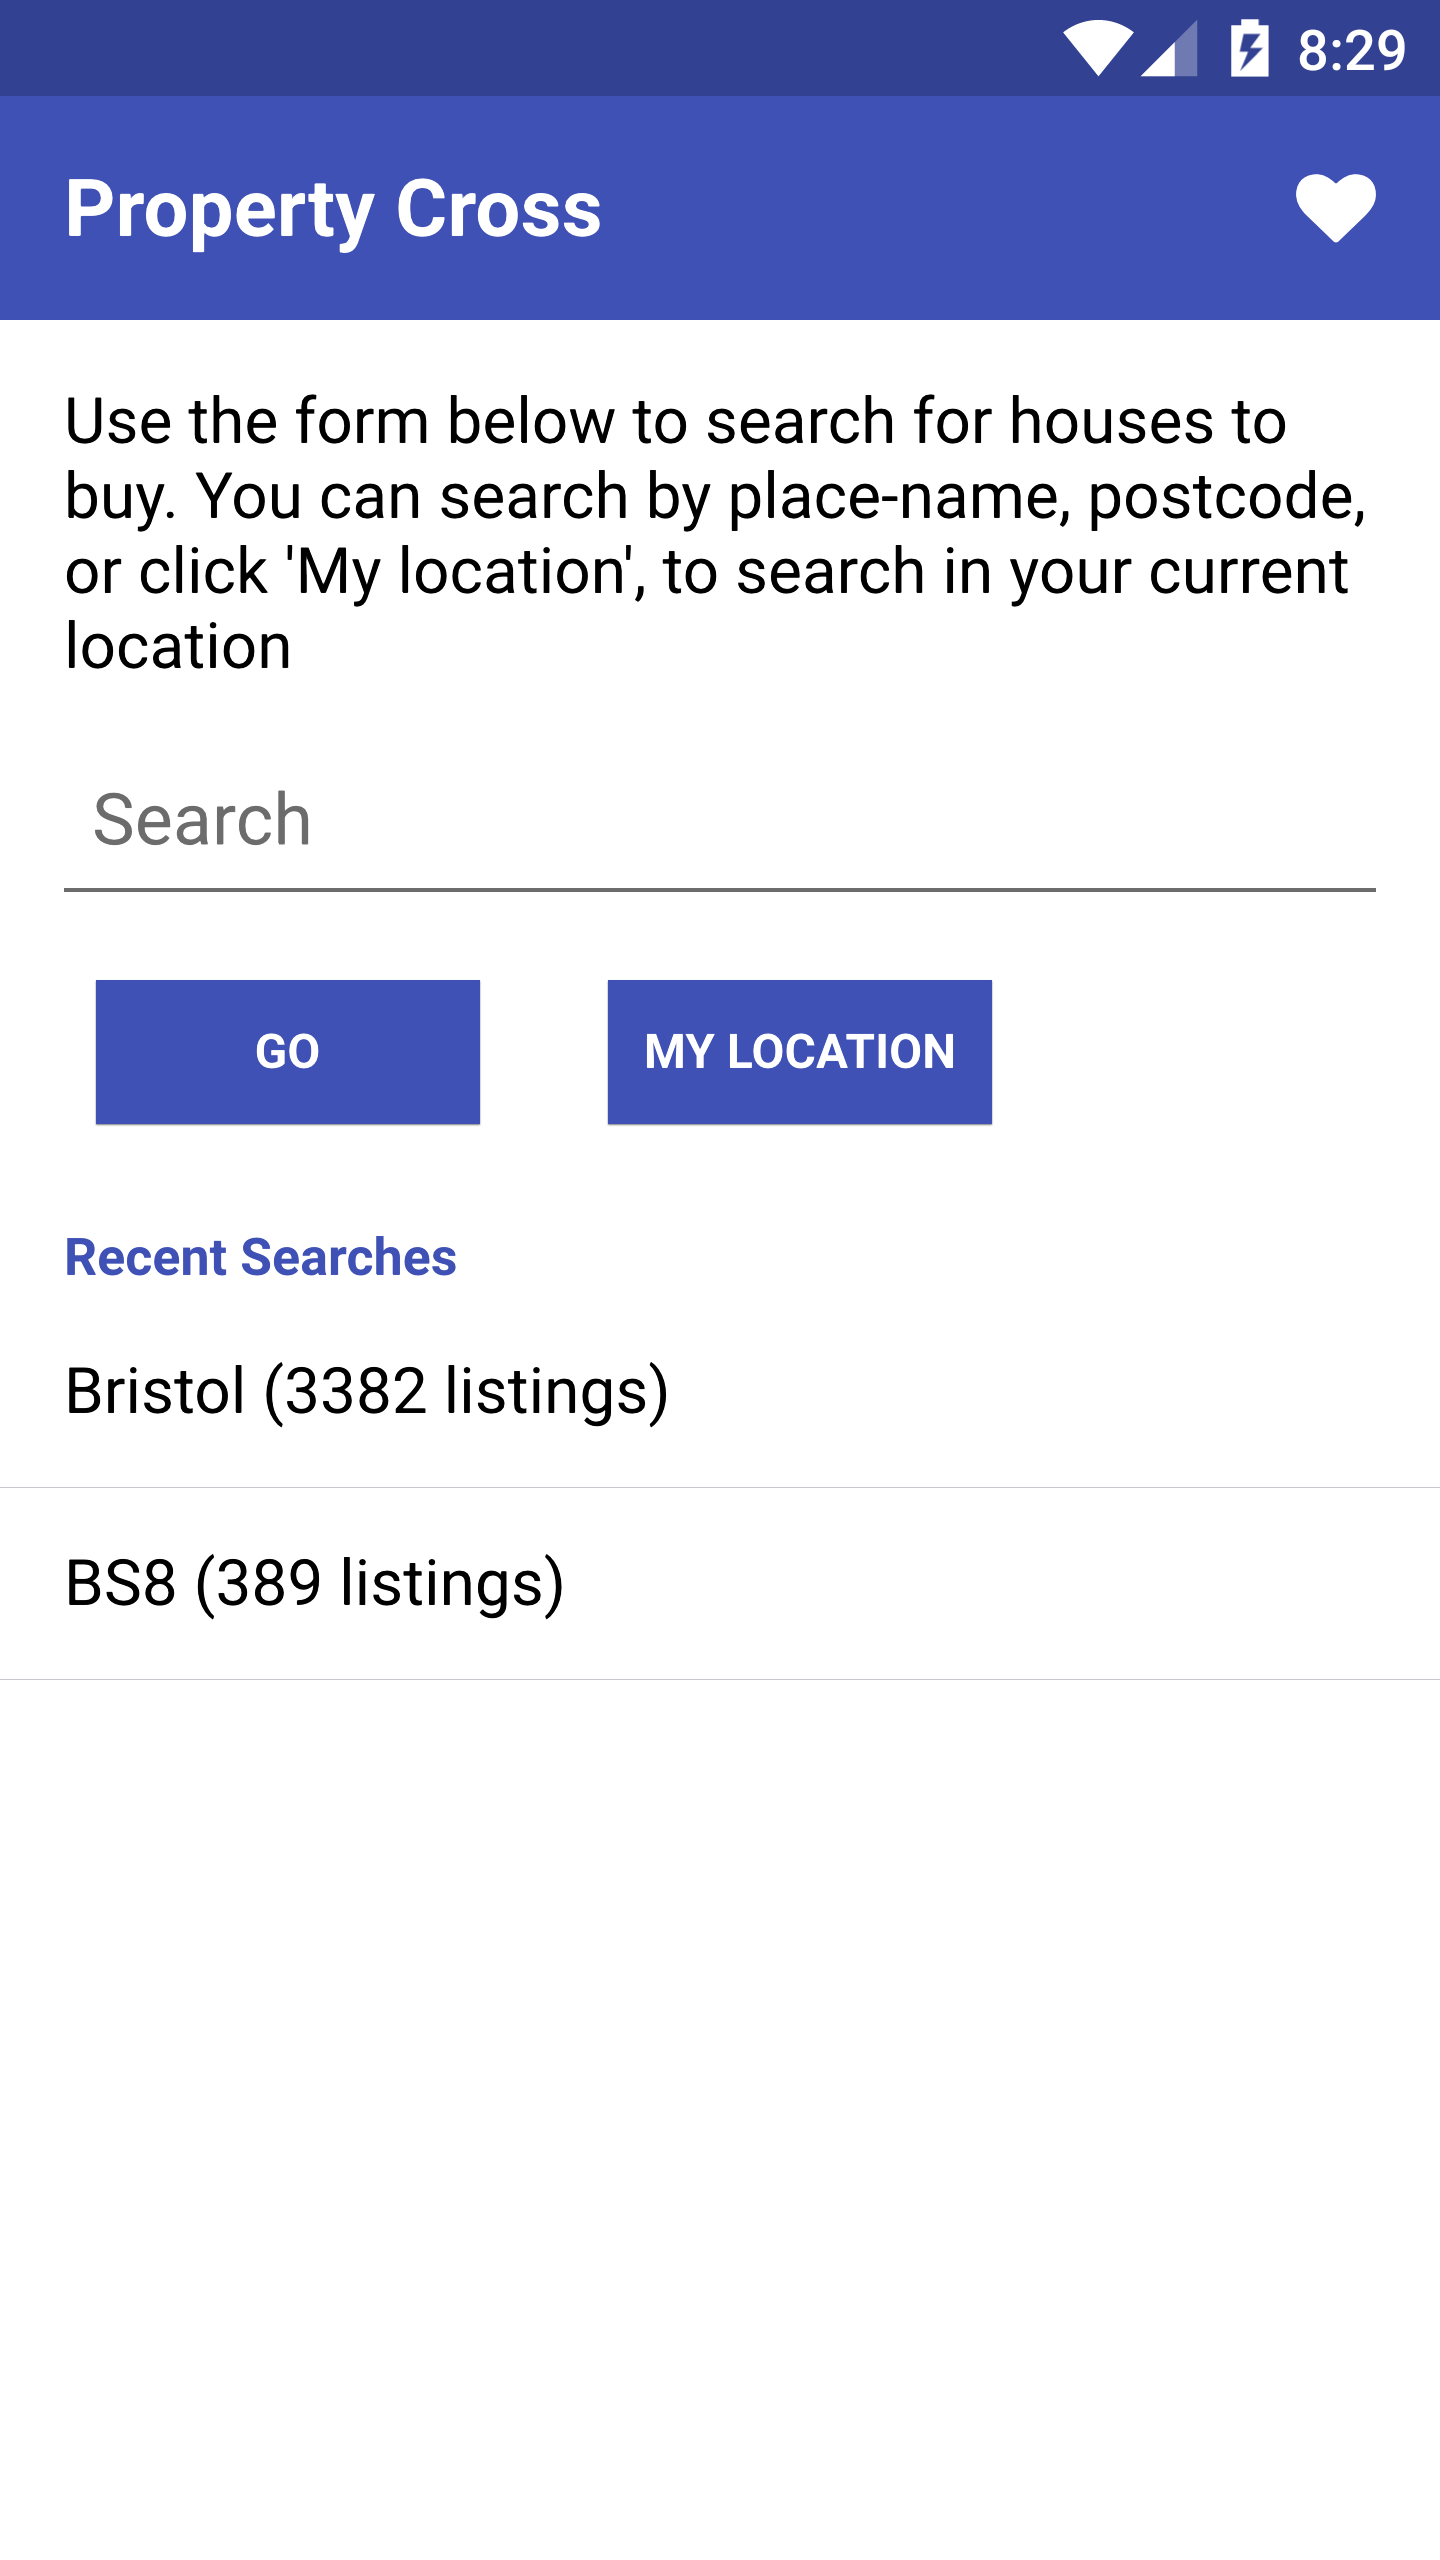 8:29
Property Cross
Use the form below to search for houses to
buy. You can search by place-name, postcode,
or click 'My location', to search in your current
location
Search
GO
MY LOCATION
Recent Searches
Bristol (3382 listings)
BS8 (389 listings)